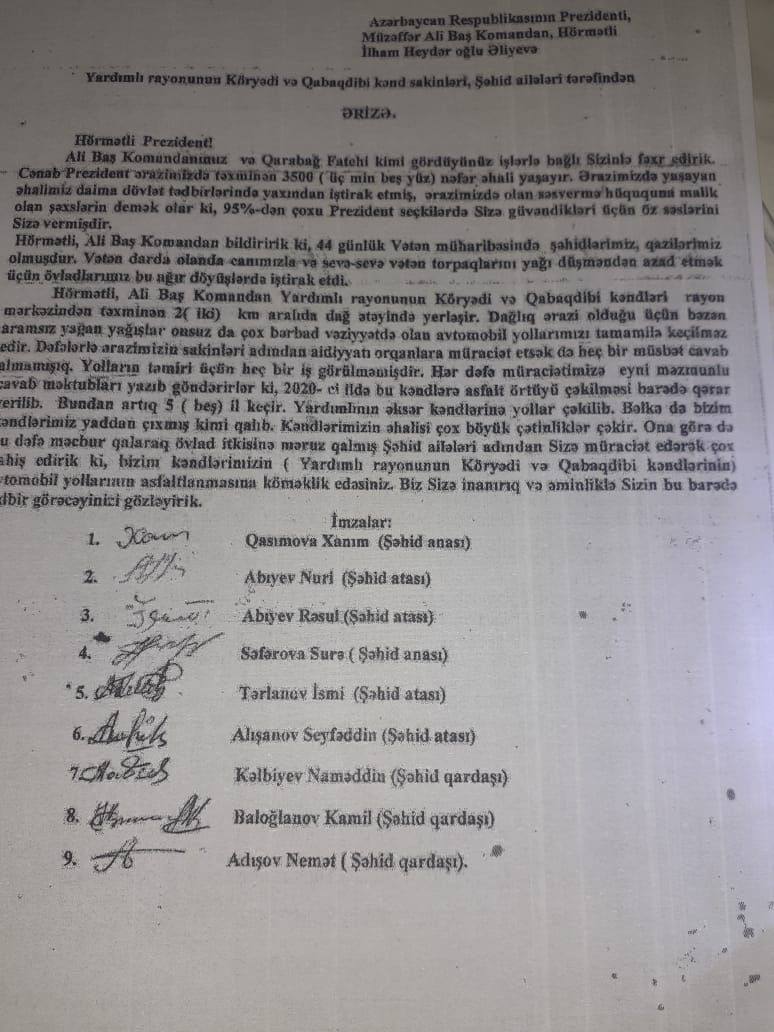 Azərbaycan Respublikasının Prezidenti,
Müzəffər Ali Baş Komandan, Hörmətli
İlham Heydər oğlu Əliyevə
Yardımlı rayonunun Köryədi və Qabaqdibi kənd sakinləri, Şəhid ailələri tərəfindən
ƏRİZƏ.
Hörmətli Prezident!
Ali Baş Komandanımız və Qarabağ Fatehi kimi gördüyünüz işlərlə bağlı Sizinlə fəxr edirik.
Cənab Prezident ərazimizdə təxminən 3500 ( üç min beş yüz) nəfər əhali yaşayır. Ərazimizdə yaşayan
əhalimiz daima dövlət tədbirlərində yaxından iştirak etmiş, ərazimizdə olan səsvermə hüququna malik
olan şəxslərin demək olar ki, 95%-dən çoxu Prezident seçkilərdə Sizə güvəndikləri üçün öz səslərini
Sizə vermişdir.
Hörmətli, Ali Baş Komandan bildiririk ki, 44 günlük Vətən müharibəsində şəhidlərimiz, qazilərimiz
olmuşdur. Vətən darda olanda canımızla və sevə-sevə vətən torpaqlarını yağı düşməndən azad etmək
üçün övladlarımız bu ağır döyüşlərdə iştirak etdi.
Hörmətli, Ali Baş Komandan Yardımlı rayonunun Köryədi və Qabaqdibi kəndləri rayon
mərkəzindən təxminən 2( iki) km aralıda dağ ətəyində yerləşir. Dağlıq ərazi olduğu üçün bəzən
aramsız yağan yağışlar onsuz da çox bərbad vəziyyətdə olan avtomobil yollarımızı tamamilə keçilməz
edir. Dəfələrlə ərazimizin sakinləri adından aidiyyatı orqanlara müraciət etsək də heç bir müsbət cavab
almamışıq. Yolların təmiri üçün heç bir iş görülməmişdir. Hər dəfə müraciətimizə eyni məzmunlu
cavab məktubları yazıb göndərirlər ki, 2020- ci ildə bu kəndlərə asfalt örtüyü çəkilməsi barədə qərar
verilib. Bundan artıq 5 ( beş) il keçir. Yardımlının əksər kəndlərinə yollar çəkilib. Bəlkə də bizim
kəndlərimiz yaddan çıxmış kimi qalıb. Kəndlərimizin əhalisi çox böyük çətinliklər çəkir. Ona görə də
u dəfə məcbur qalaraq övlad itkisinə məruz qalmış Şəhid ailələri adından Sizə müraciət edərək çox
ahiş edirik ki, bizim kəndlərimizin ( Yardımlı rayonunun Köryədi və Qabaqdibi kəndlərinin)
tomobil yollarının asfaltlanmasına köməklik edəsiniz. Biz Sizə inanırıq və əminliklə Sizin bu barədə
dbir görəcəyinizi gözləyirik.
İmzalar:
1. Qasımova Xanım (Şəhid anası)
2. Abıyev Nuri (Şəhid atası)
3. Abıyev Rəsul (Şəhid atası)
4. Səfərova Surə ( Şəhid anası)
5. Tərlanov İsmi (Şəhid atası)
6. Alışanov Seyfəddin (Şəhid atası)
7. Kəlbiyev Naməddin (Şəhid qardaşı)
8. Baloğlanov Kamil (Şəhid qardaşı)
9. Adışov Nemət ( Şəhid qardaşı).